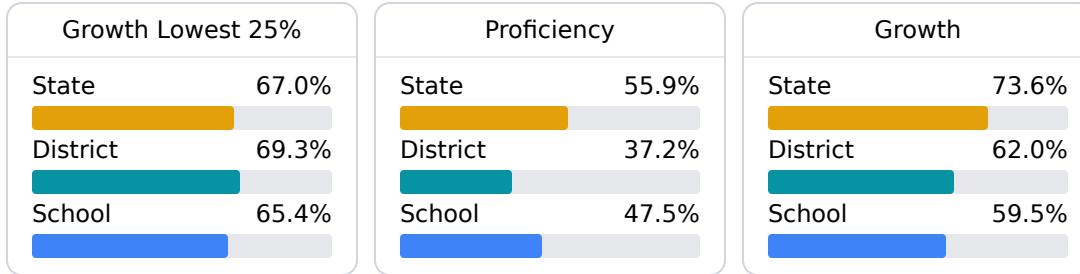 Growth Lowest 25%
State 67.0%
District 69.3%
School 65.4%
Proficiency
State 55.9%
District 37.2%
School 47.5%
Growth
State 73.6%
District 62.0%
School 59.5%